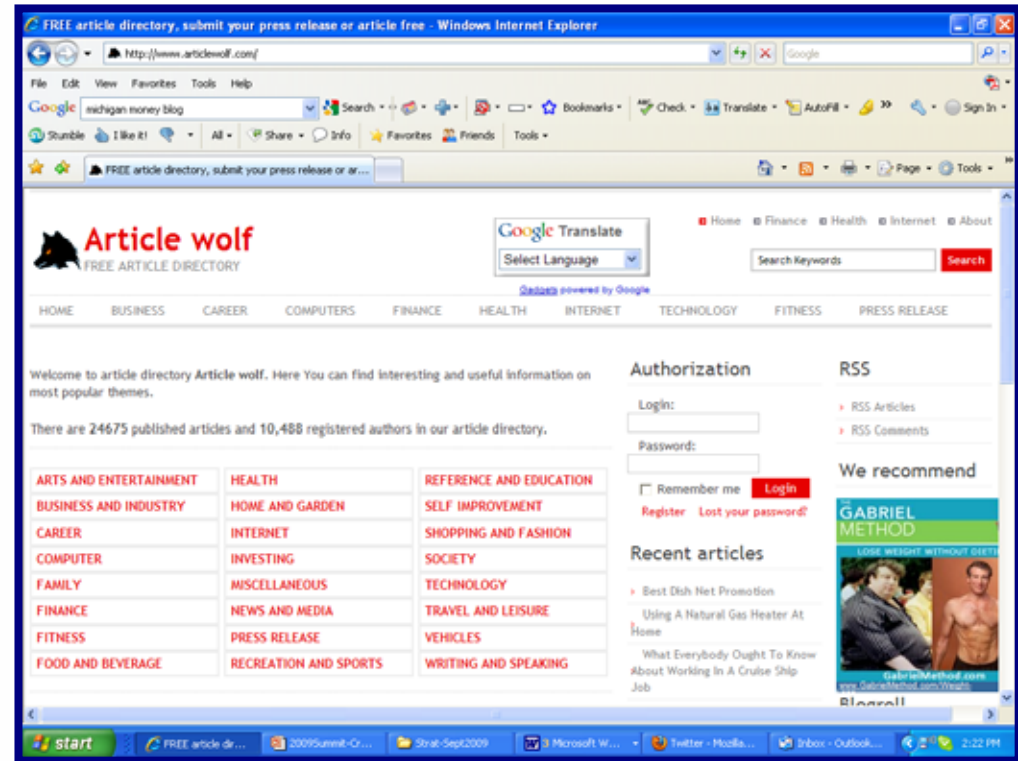 FREE article directory, submit your press release or article free - Windows Internet Explorer
http://www.articlewolf.com/
Google
File Edit View Favorites Tools Help
Google michigan money blog Search Bookmarks Check Translate AutoFill Sign In
Stumble I like it! All Share Info Favorites Friends Tools
FREE article directory, submit your press release or ar... Page Tools
Article wolf
FREE ARTICLE DIRECTORY
Google Translate
Select Language
Gadgets powered by Google
Home Finance Health Internet About
Search Keywords Search
HOME BUSINESS CAREER COMPUTERS FINANCE HEALTH INTERNET TECHNOLOGY FITNESS PRESS RELEASE
Welcome to article directory Article wolf. Here You can find interesting and useful information on
most popular themes.
There are 24675 published articles and 10,488 registered authors in our article directory.
ARTS AND ENTERTAINMENT HEALTH REFERENCE AND EDUCATION
BUSINESS AND INDUSTRY HOME AND GARDEN SELF IMPROVEMENT
CAREER INTERNET SHOPPING AND FASHION
COMPUTER INVESTING SOCIETY
FAMILY MISCELLANEOUS TECHNOLOGY
FINANCE NEWS AND MEDIA TRAVEL AND LEISURE
FITNESS PRESS RELEASE VEHICLES
FOOD AND BEVERAGE RECREATION AND SPORTS WRITING AND SPEAKING
Authorization
Login:
Password:
Remember me Login
Register Lost your password?
Recent articles
Best Dish Net Promotion
Using A Natural Gas Heater At
Home
What Everybody Ought To Know
About Working In A Cruise Ship
Job
RSS
RSS Articles
RSS Comments
We recommend
THE
GABRIEL
METHOD
LOSE WEIGHT WITHOUT DIETI
GabrielMethod.com
www.GabrielMethod.com/Weight-
Blogroll
start FREE article dir... 2009Summit-Cr... Strat-Sept2009 3 Microsoft W... Twitter - Mozilla... Inbox - Outlook... 2:22 PM